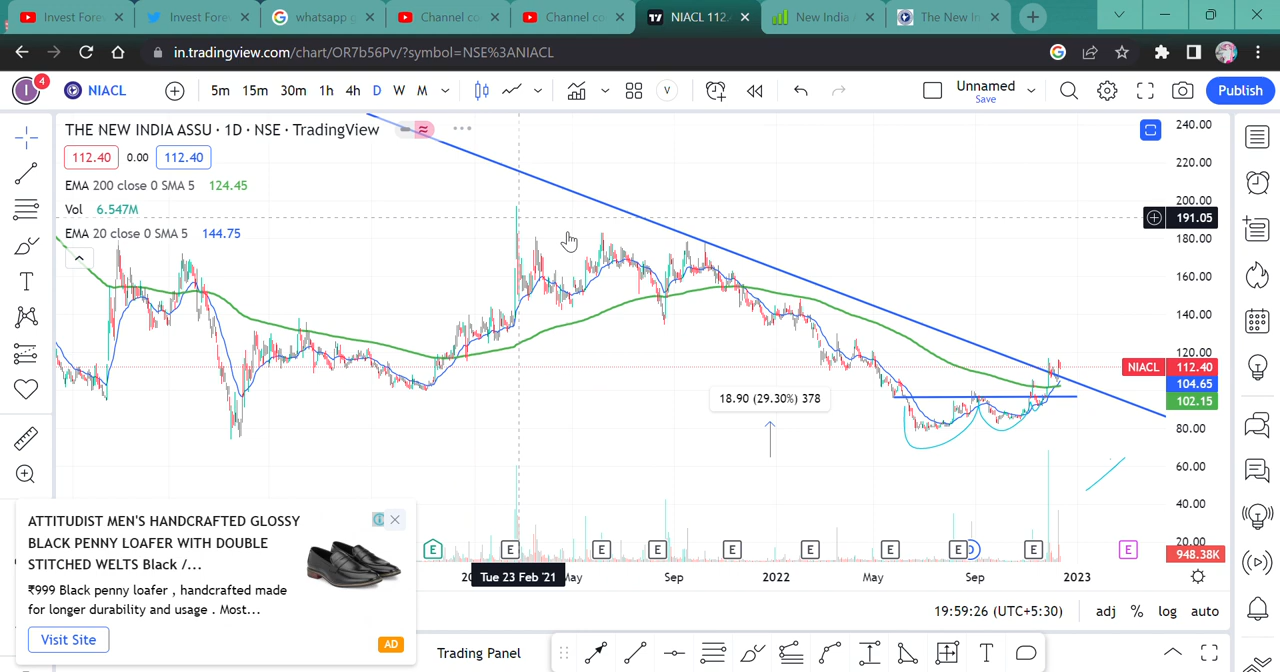 Invest Fore
Invest Fore
whatsapp g
Channel co
Channel co
NIACL 112.
New India
The New In
in.tradingview.com/chart/OR7b56Pv/?symbol=NSE%3ANIACL
4
NIACL
5m 15m 30m 1h 4h D W M
V
Unnamed
Save
Publish
THE NEW INDIA ASSU · 1D · NSE · TradingView
112.40 0.00 112.40
EMA 200 close 0 SMA 5 124.45
Vol 6.547M
EMA 20 close 0 SMA 5 144.75
240.00
220.00
200.00
191.05
180.00
160.00
140.00
120.00
NIACL 112.40
104.65
102.15
80.00
60.00
40.00
20.00
948.38K
18.90 (29.30%) 378
E E E E E E E E D E E
Tue 23 Feb '21
May Sep 2022 May Sep 2023
19:59:26 (UTC+5:30) adj % log auto
Trading Panel
ATTITUDIST MEN'S HANDCRAFTED GLOSSY
BLACK PENNY LOAFER WITH DOUBLE
STITCHED WELTS Black /...
₹999 Black penny loafer , handcrafted made
for longer durability and usage . Most...
Visit Site
AD